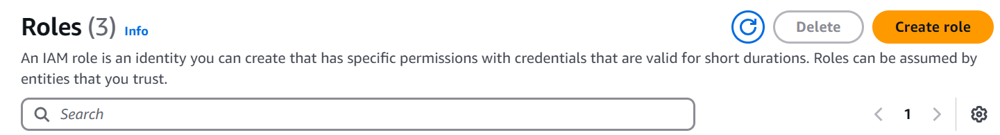 Roles (3) Info
Delete
Create role
An IAM role is an identity you can create that has specific permissions with credentials that are valid for short durations. Roles can be assumed by
entities that you trust.
Search
1